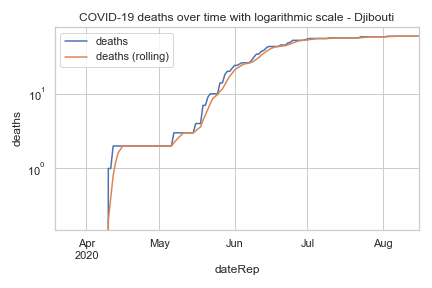 COVID-19 deaths over time with logarithmic scale - Djibouti
deaths
deaths (rolling)
10¹
10⁰
deaths
Apr
2020
May
Jun
Jul
Aug
dateRep